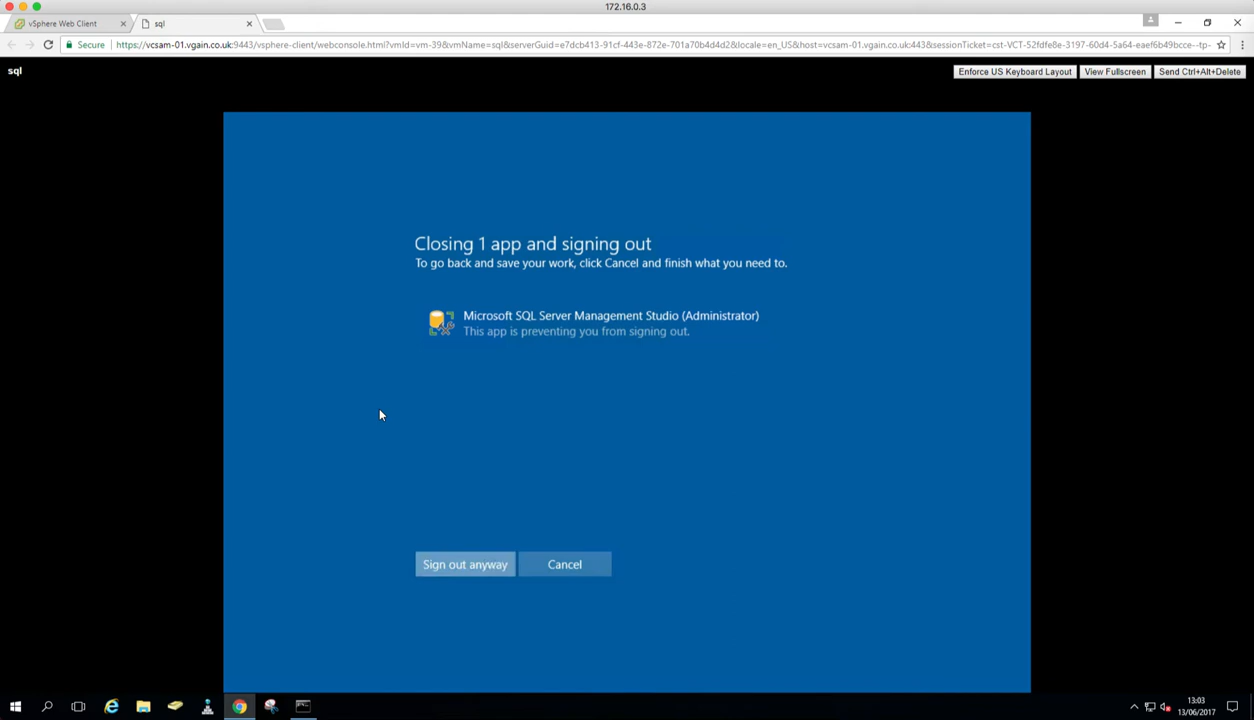 172.16.0.3
vSphere Web Client
sql
Secure
https://vcsam-01.vgain.co.uk:9443/vsphere-client/webconsole.html?vmId=vm-39&vmName=sql&serverGuid=e7dcb413-91cf-443e-872e-701a70b4d4d2&locale=en_US&host=vcsam-01.vgain.co.uk:443&sessionTicket=cst-VCT-52fdfe8e-3197-60d4-5a64-eaef6b49bcce--tp-
sql
Enforce US Keyboard Layout
View Fullscreen
Send Ctrl+Alt+Delete
Closing 1 app and signing out
To go back and save your work, click Cancel and finish what you need to.
Microsoft SQL Server Management Studio (Administrator)
This app is preventing you from signing out.
Sign out anyway
Cancel
13:03
13/06/2017